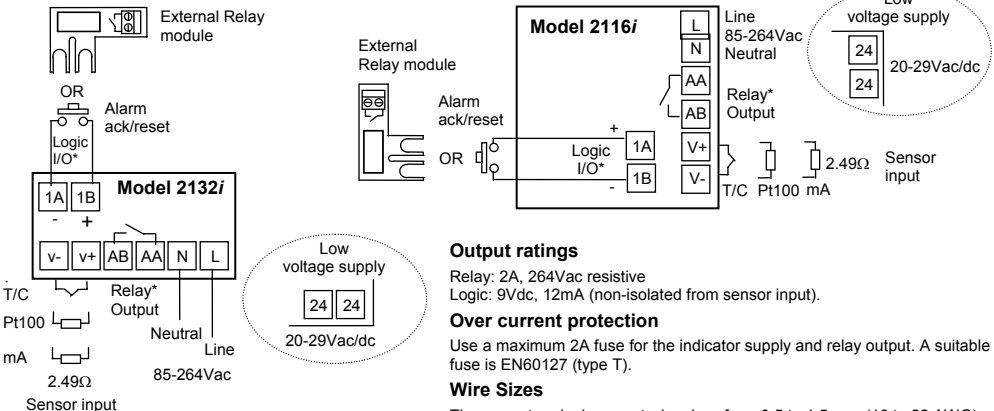 External Relay
module
OR
Alarm
ack/reset
Logic
I/O*
1A 1B
Model 2132i
- +
v- v+ AB AA N L
T/C
Relay*
Output
Pt100
Neutral
Line
mA
85-264Vac
2.49Ω
Sensor input
Low
voltage supply
24 24
20-29Vac/dc
External
Relay module
Alarm
ack/reset
OR
Model 2116i
+
Logic
I/O*
-
1A
1B
L
N
AA
AB
V+
V-
Line
85-264Vac
Neutral
Relay*
Output
T/C Pt100 mA
2.49Ω
Sensor
input
Low
voltage supply
24
24
20-29Vac/dc
Output ratings
Relay: 2A, 264Vac resistive
Logic: 9Vdc, 12mA (non-isolated from sensor input).
Over current protection
Use a maximum 2A fuse for the indicator supply and relay output. A suitable
fuse is EN60127 (type T).
Wire Sizes